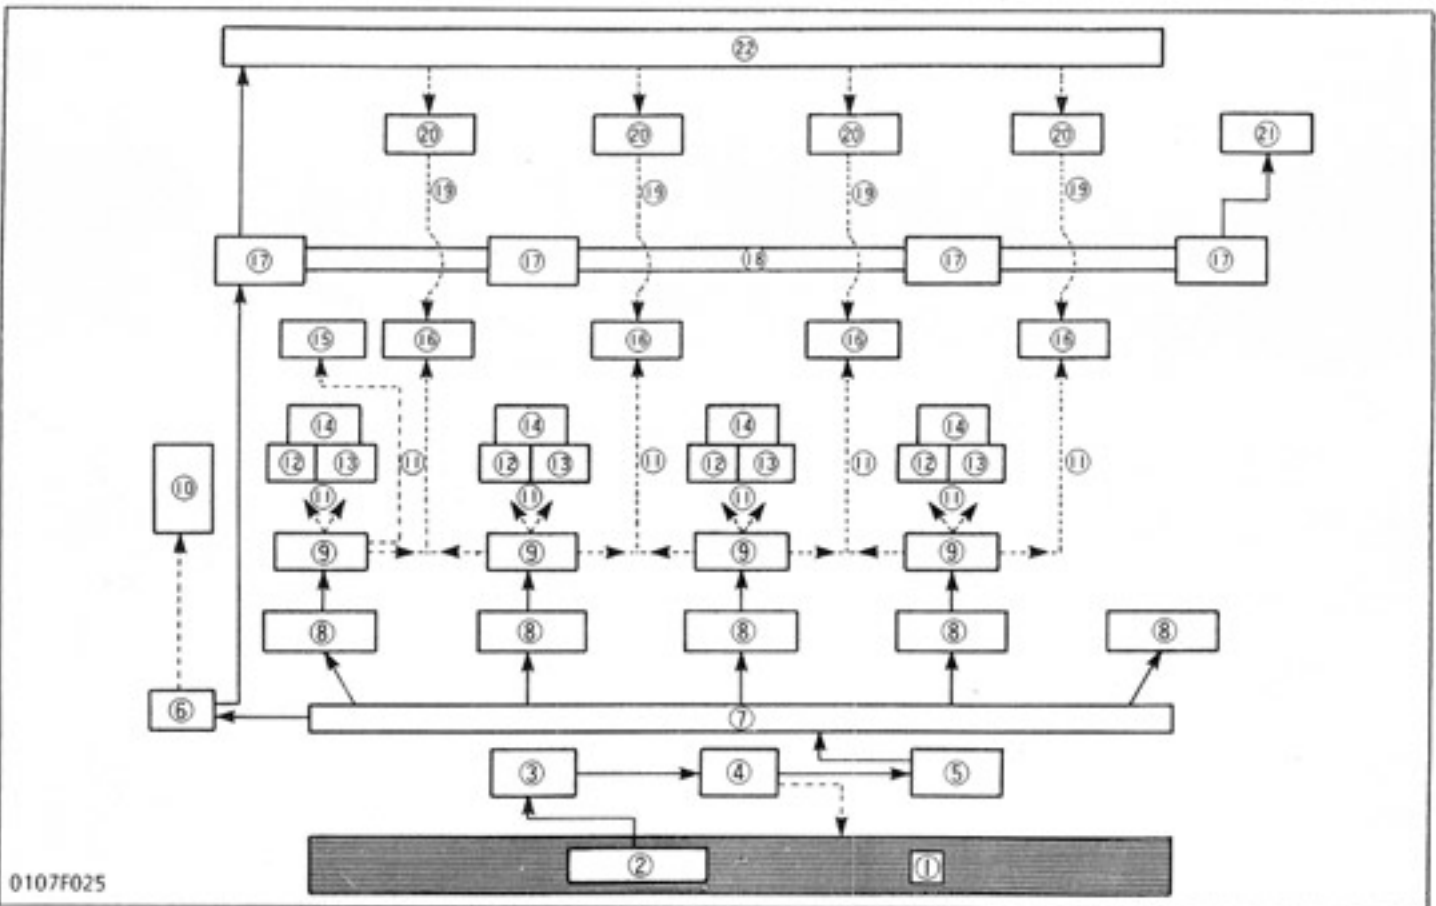 ㉒
⑳ ⑳ ⑳ ⑳ ㉑
⑲ ⑲ ⑲ ⑲
⑰ ⑰ ⑱ ⑰ ⑰
⑮ ⑯ ⑯ ⑯ ⑯
⑭ ⑭ ⑭ ⑭
⑫ ⑬ ⑪ ⑫ ⑬ ⑪ ⑫ ⑬ ⑪ ⑫ ⑬ ⑪
⑩
⑪ ⑪ ⑪ ⑪
⑨ ⑨ ⑨ ⑨
⑧ ⑧ ⑧ ⑧ ⑧
⑥ ⑦
③ ④ ⑤
② ①
0107F025